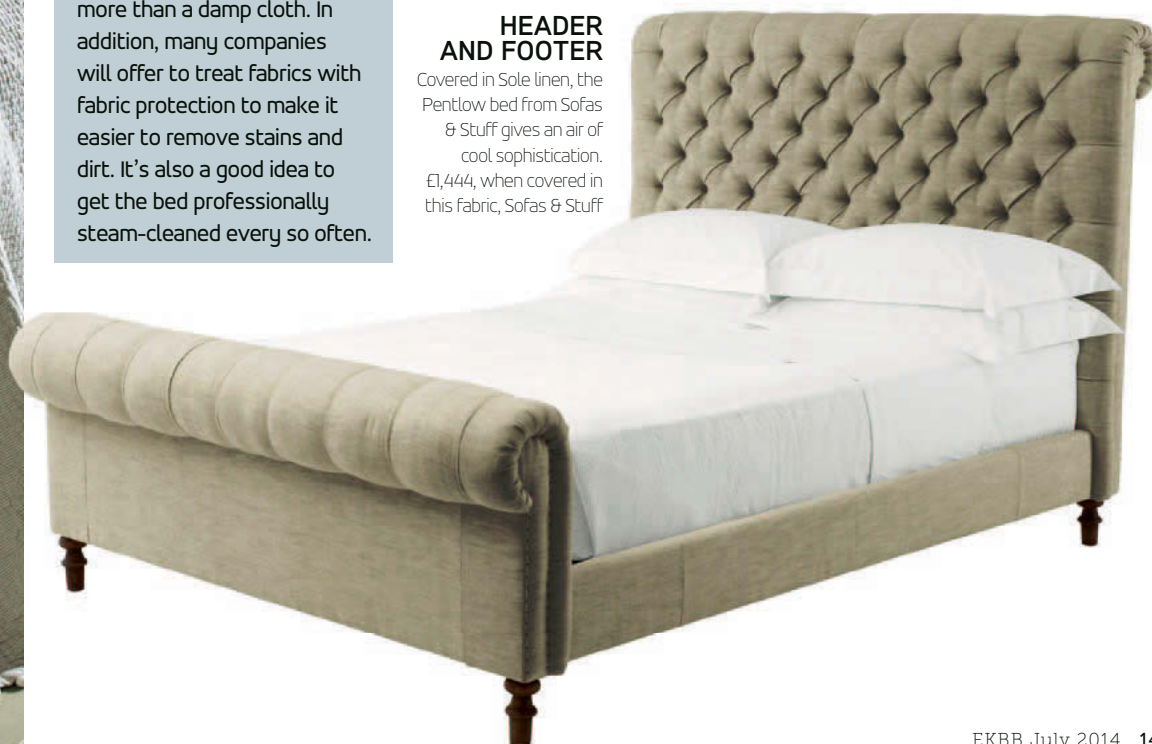 more than a damp cloth. In
addition, many companies
will offer to treat fabrics with
fabric protection to make it
easier to remove stains and
dirt. It’s also a good idea to
get the bed professionally
steam-cleaned every so often.
HEADER
AND FOOTER
Covered in Sole linen, the
Pentlow bed from Sofas
& Stuff gives an air of
cool sophistication.
£1,444, when covered in
this fabric, Sofas & Stuff
EKBB July 2014